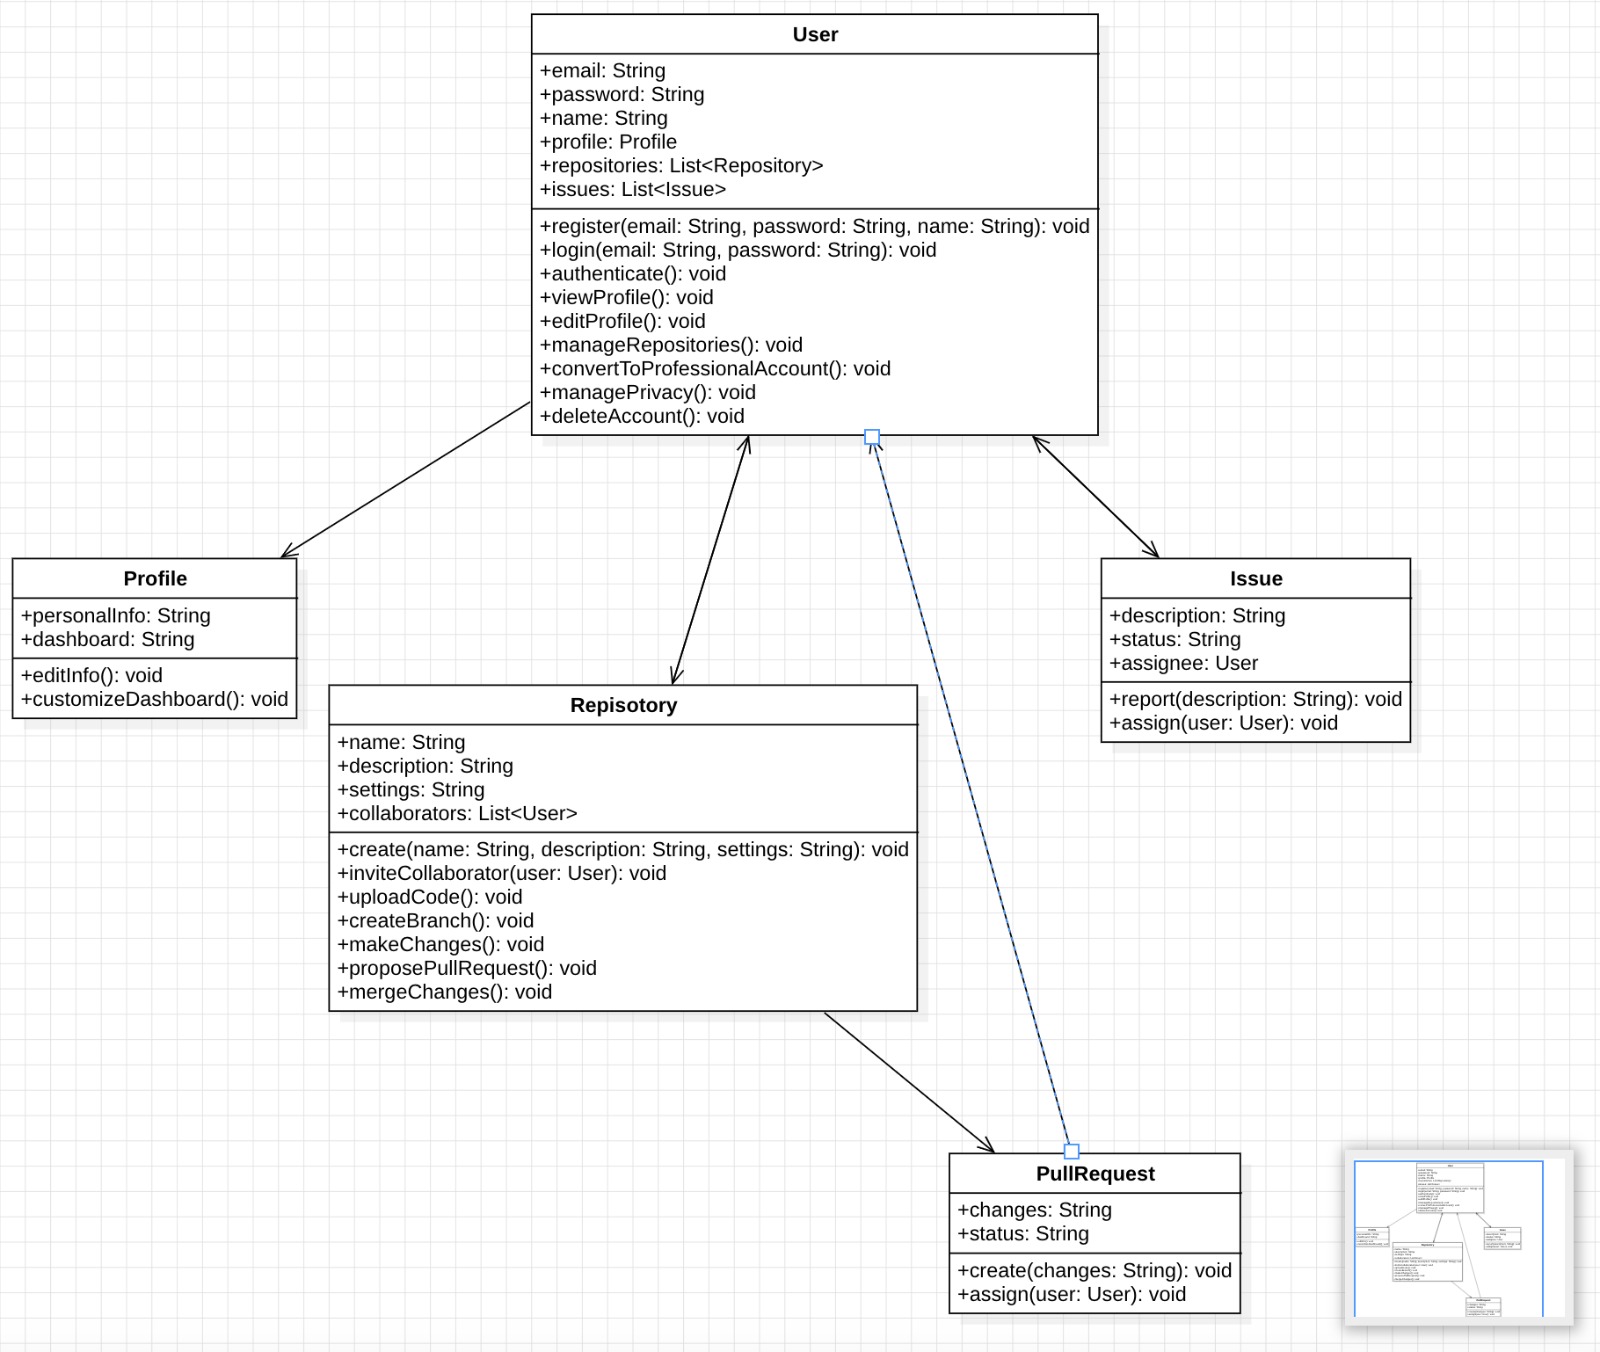 User
+email: String
+password: String
+name: String
+profile: Profile
+repositories: List<Repository>
+issues: List<Issue>
+register(email: String, password: String, name: String): void
+login(email: String, password: String): void
+authenticate(): void
+viewProfile(): void
+editProfile(): void
+manageRepositories(): void
+convertToProfessionalAccount(): void
+managePrivacy(): void
+deleteAccount(): void
Profile
+personalInfo: String
+dashboard: String
+editInfo(): void
+customizeDashboard(): void
Issue
+description: String
+status: String
+assignee: User
+report(description: String): void
+assign(user: User): void
Repisotory
+name: String
+description: String
+settings: String
+collaborators: List<User>
+create(name: String, description: String, settings: String): void
+inviteCollaborator(user: User): void
+uploadCode(): void
+createBranch(): void
+makeChanges(): void
+proposePullRequest(): void
+mergeChanges(): void
PullRequest
+changes: String
+status: String
+create(changes: String): void
+assign(user: User): void